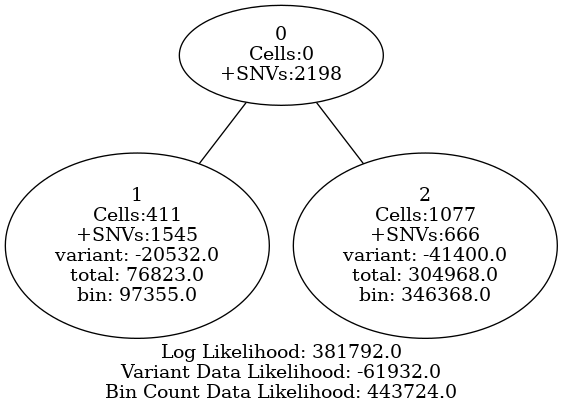 0
Cells:0
+SNVs:2198
1
Cells:411
+SNVs:1545
variant: -20532.0
total: 76823.0
bin: 97355.0
2
Cells:1077
+SNVs:666
variant: -41400.0
total: 304968.0
bin: 346368.0
Log Likelihood: 381792.0
Variant Data Likelihood: -61932.0
Bin Count Data Likelihood: 443724.0